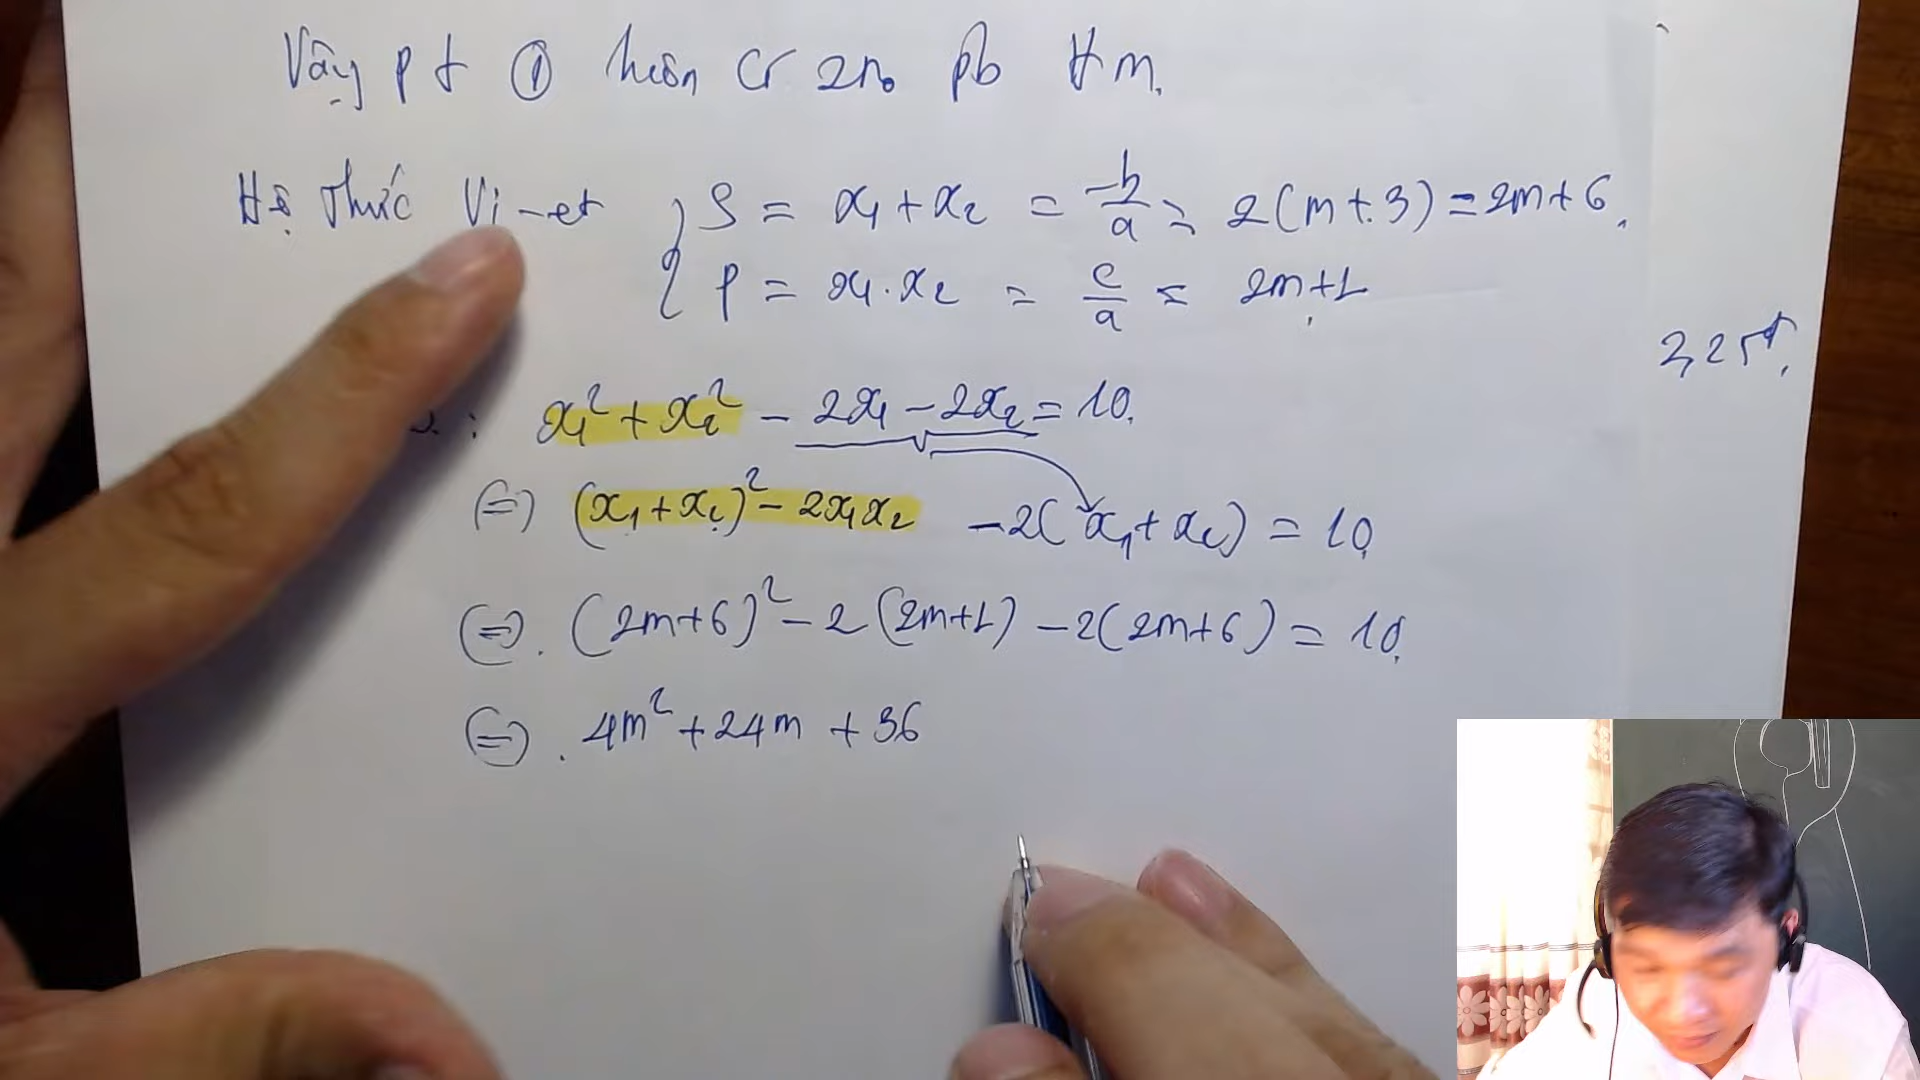 Vậy pt ① luôn có 2n₀ pb ∀m.
Hệ thức Vi-et { S = x₁ + x₂ = -b/a = 2(m+3) = 2m+6.
P = x₁.x₂ = c/a = 2m+1
3,25đ.
: x₁² + x₂² - 2x₁ - 2x₂ = 10.
(=) (x₁+x₂)² - 2x₁x₂ -2(x₁+x₂) = 10.
(=). (2m+6)² - 2(2m+1) - 2(2m+6) = 10.
(=). 4m² + 24m + 36